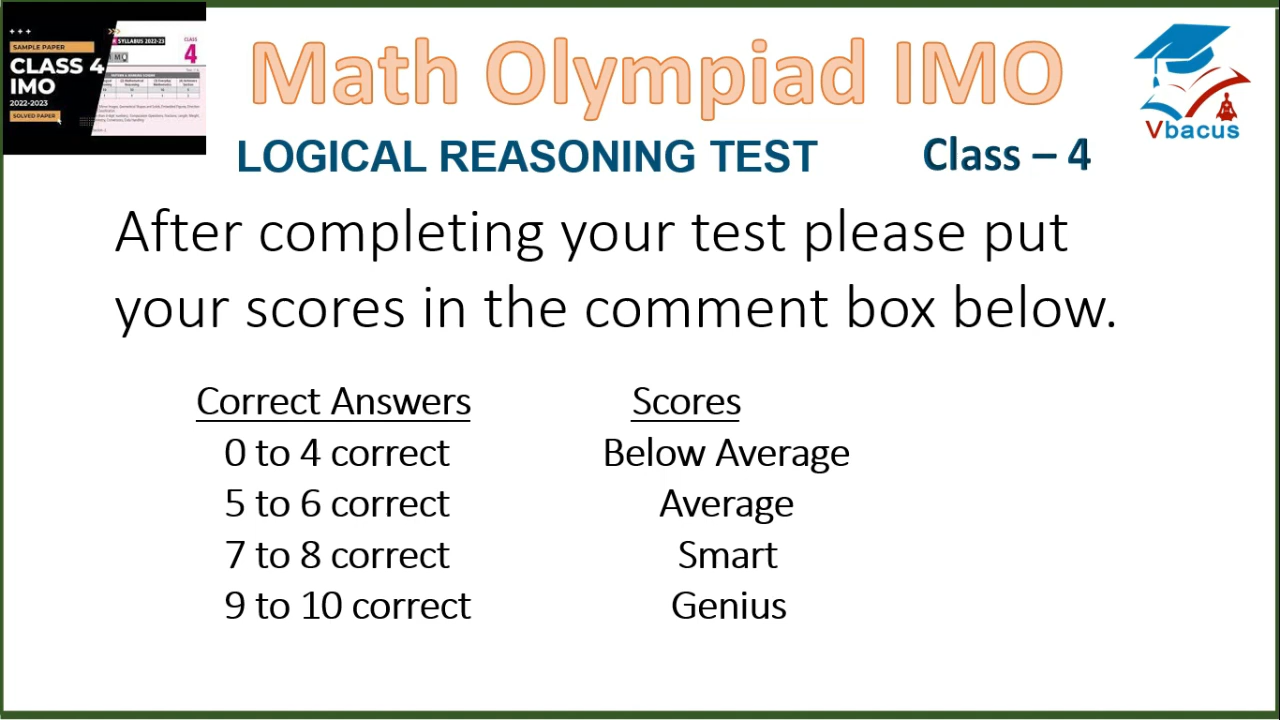 + + +
SAMPLE PAPER
CLASS 4
IMO
2022-2023
SOLVED PAPER
SYLLABUS 2022-23
CLASS
4
Math Olympiad IMO
Vbacus
LOGICAL REASONING TEST
Class – 4
After completing your test please put
your scores in the comment box below.
Correct Answers Scores
0 to 4 correct Below Average
5 to 6 correct Average
7 to 8 correct Smart
9 to 10 correct Genius